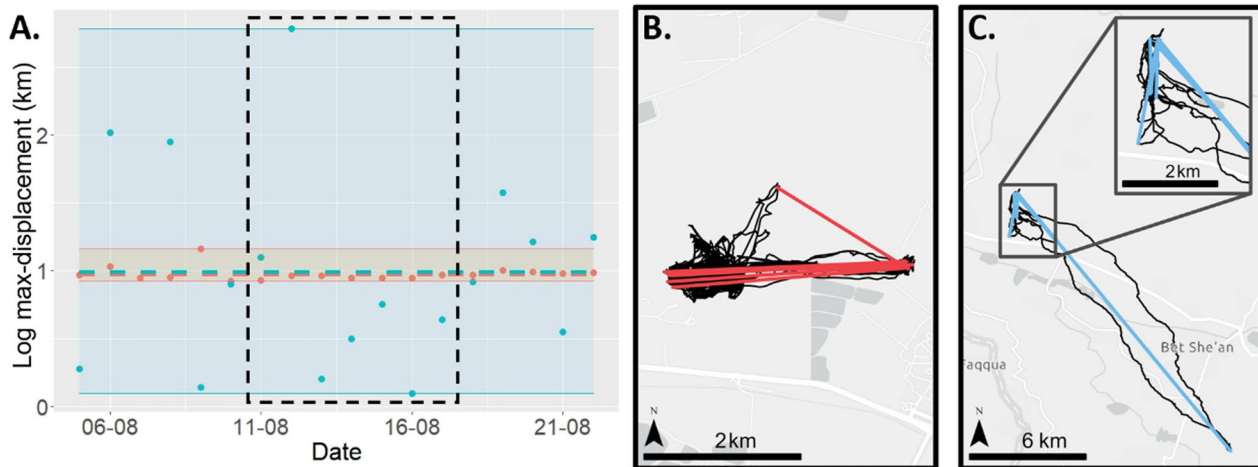 A.
Log max-displacement (km)
2
1
0
06-08
11-08
16-08
21-08
Date
B.
N
2km
C.
2km
Bet She'an
Faqqua
N
6 km